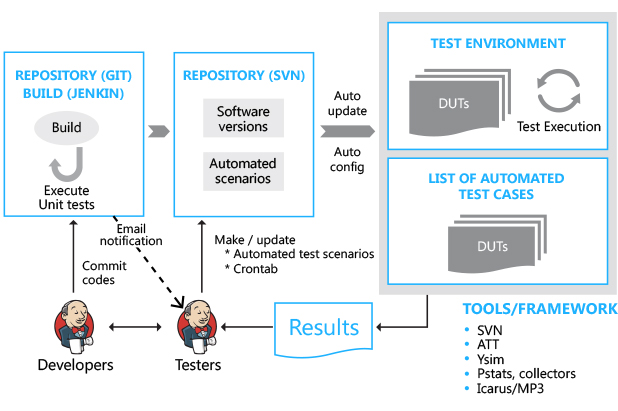 REPOSITORY (GIT)
BUILD (JENKIN)
Build
Execute
Unit tests
REPOSITORY (SVN)
Software
versions
Automated
scenarios
Auto
update
Auto
config
TEST ENVIRONMENT
DUTs
Test Execution
LIST OF AUTOMATED
TEST CASES
DUTs
Email
notification
Commit
codes
Make / update
* Automated test scenarios
* Crontab
Developers
Testers
Results
TOOLS/FRAMEWORK
• SVN
• ATT
• Ysim
• Pstats, collectors
• Icarus/MP3